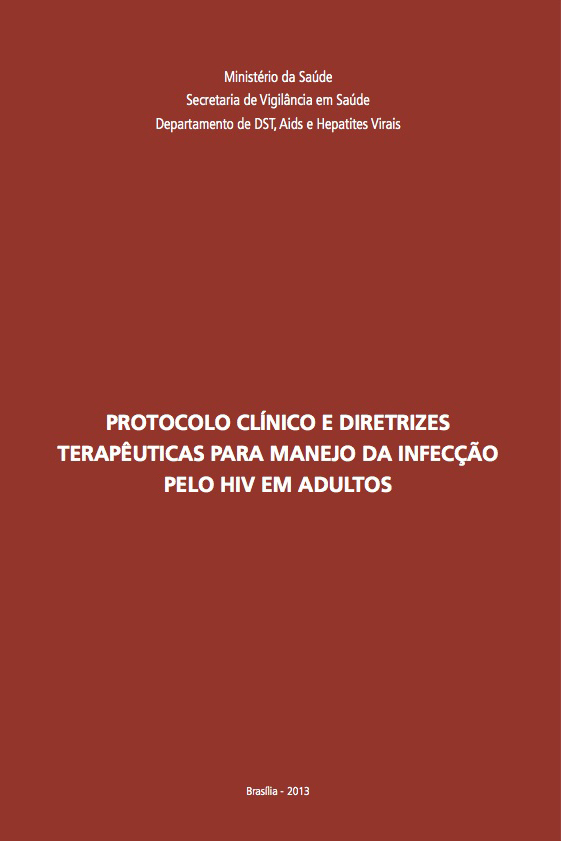 Ministério da Saúde
Secretaria de Vigilância em Saúde
Departamento de DST, Aids e Hepatites Virais
PROTOCOLO CLÍNICO E DIRETRIZES
TERAPÊUTICAS PARA MANEJO DA INFECÇÃO
PELO HIV EM ADULTOS
Brasília - 2013